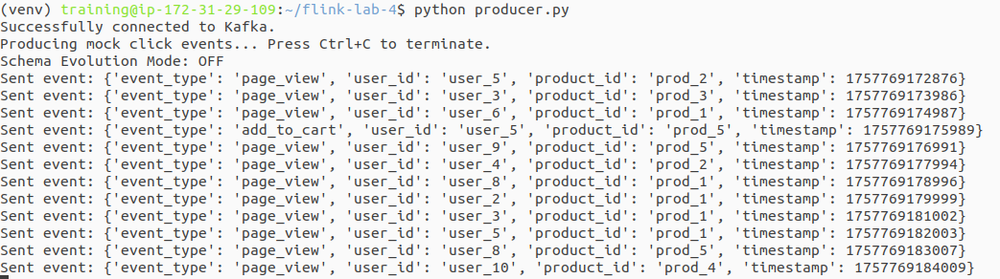 (venv) training@ip-172-31-29-109:~/flink-lab-4$ python producer.py
Successfully connected to Kafka.
Producing mock click events... Press Ctrl+C to terminate.
Schema Evolution Mode: OFF
Sent event: {'event_type': 'page_view', 'user_id': 'user_5', 'product_id': 'prod_2', 'timestamp': 1757769172876}
Sent event: {'event_type': 'page_view', 'user_id': 'user_3', 'product_id': 'prod_3', 'timestamp': 1757769173986}
Sent event: {'event_type': 'page_view', 'user_id': 'user_6', 'product_id': 'prod_1', 'timestamp': 1757769174987}
Sent event: {'event_type': 'add_to_cart', 'user_id': 'user_5', 'product_id': 'prod_5', 'timestamp': 1757769175989}
Sent event: {'event_type': 'page_view', 'user_id': 'user_9', 'product_id': 'prod_5', 'timestamp': 1757769176991}
Sent event: {'event_type': 'page_view', 'user_id': 'user_4', 'product_id': 'prod_2', 'timestamp': 1757769177994}
Sent event: {'event_type': 'page_view', 'user_id': 'user_8', 'product_id': 'prod_1', 'timestamp': 1757769178996}
Sent event: {'event_type': 'page_view', 'user_id': 'user_2', 'product_id': 'prod_1', 'timestamp': 1757769179999}
Sent event: {'event_type': 'page_view', 'user_id': 'user_3', 'product_id': 'prod_1', 'timestamp': 1757769181002}
Sent event: {'event_type': 'page_view', 'user_id': 'user_5', 'product_id': 'prod_1', 'timestamp': 1757769182003}
Sent event: {'event_type': 'page_view', 'user_id': 'user_8', 'product_id': 'prod_5', 'timestamp': 1757769183007}
Sent event: {'event_type': 'page_view', 'user_id': 'user_10', 'product_id': 'prod_4', 'timestamp': 1757769184009}